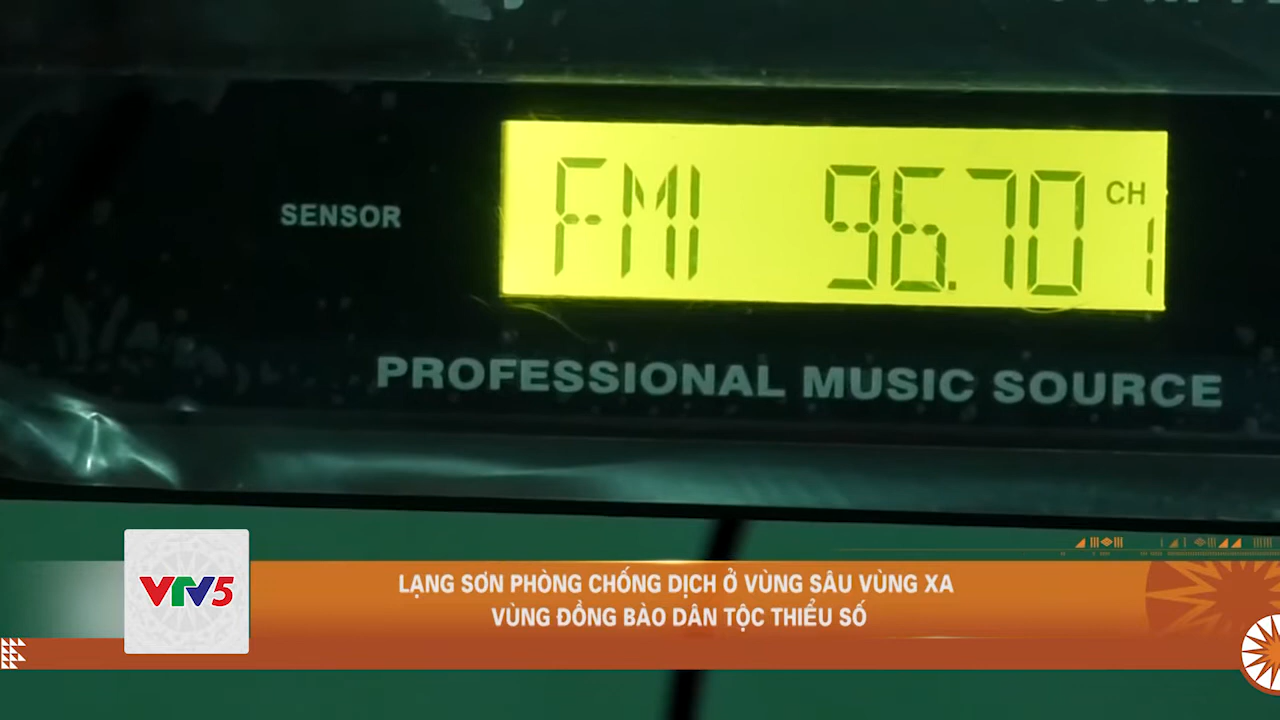 SENSOR
FM1 96.70 CH 1
PROFESSIONAL MUSIC SOURCE
VTV5
LẠNG SƠN PHÒNG CHỐNG DỊCH Ở VÙNG SÂU VÙNG XA
VÙNG ĐỒNG BÀO DÂN TỘC THIỂU SỐ